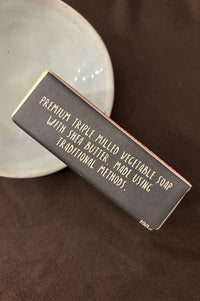 PREMIUM TRIPLE MILLED VEGETABLE SOAP
WITH SHEA BUTTER. MADE USING
TRADITIONAL METHODS.